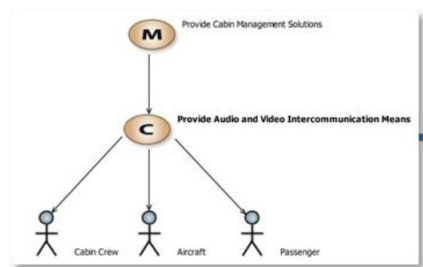 M
Provide Cabin Management Solutions
C
Provide Audio and Video Intercommunication Means
Cabin Crew
Aircraft
Passenger